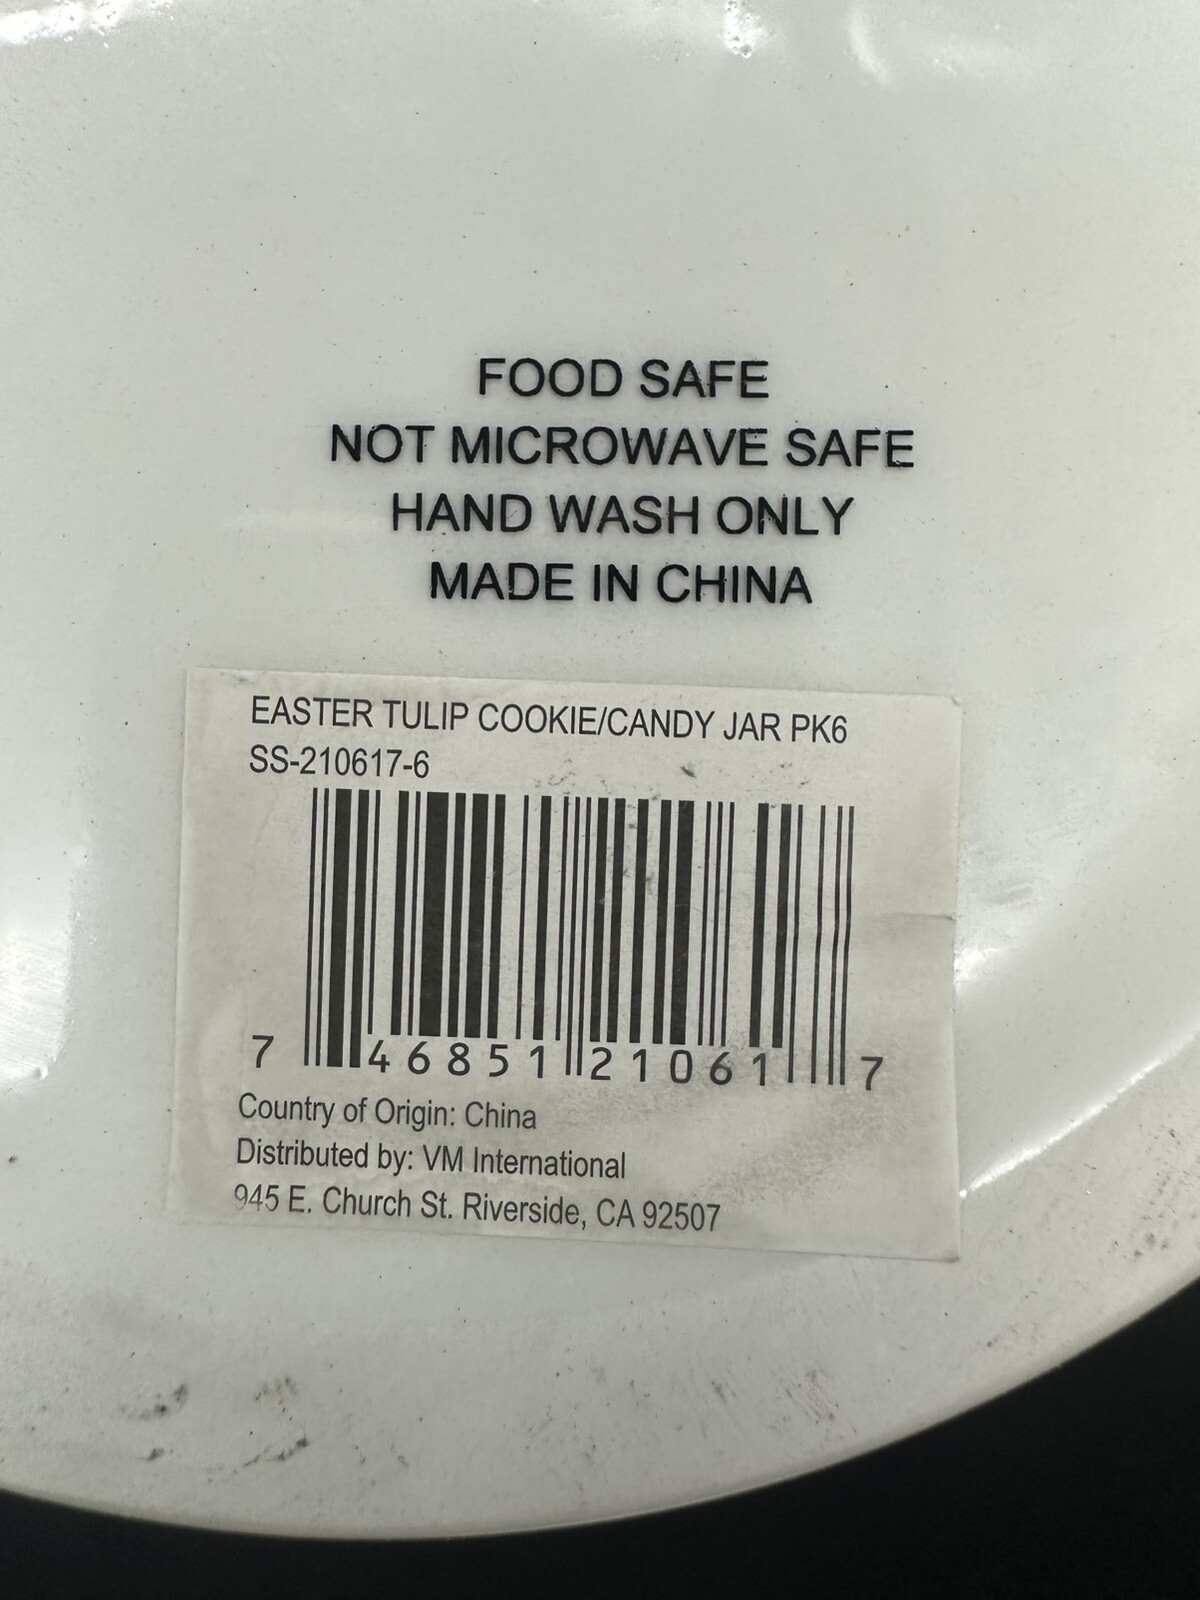 FOOD SAFE
NOT MICROWAVE SAFE
HAND WASH ONLY
MADE IN CHINA
EASTER TULIP COOKIE/CANDY JAR PK6
SS-210617-6
7 46851 21061 7
Country of Origin: China
Distributed by: VM International
945 E. Church St. Riverside, CA 92507